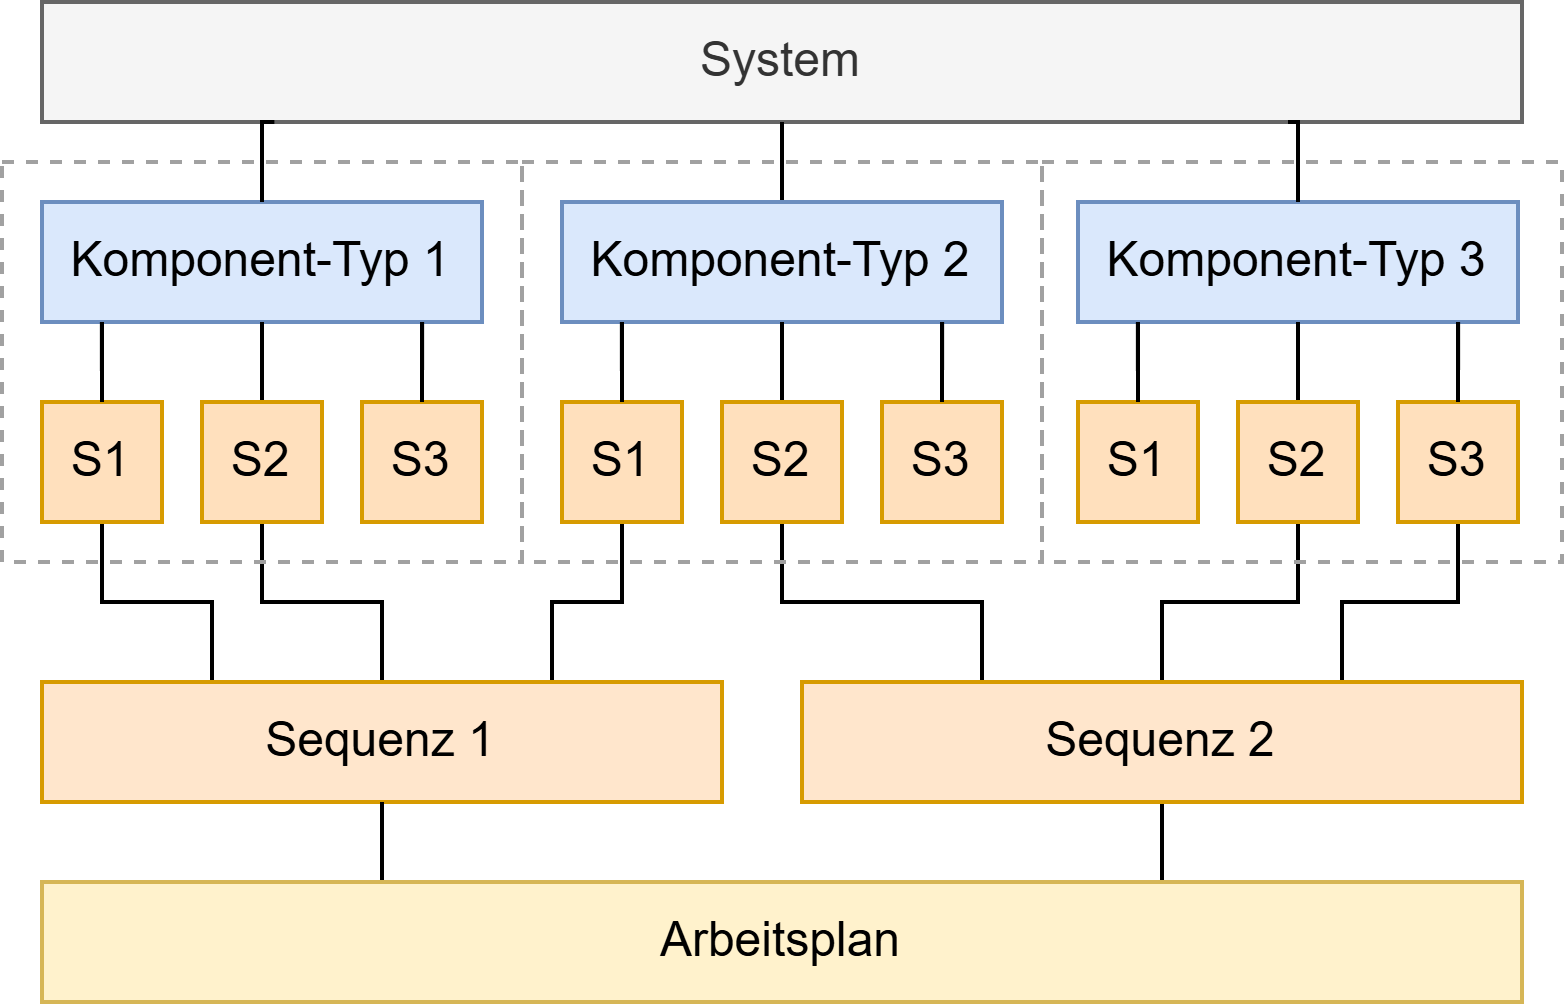 System
Komponent-Typ 1
Komponent-Typ 2
Komponent-Typ 3
S1
S2
S3
S1
S2
S3
S1
S2
S3
Sequenz 1
Sequenz 2
Arbeitsplan